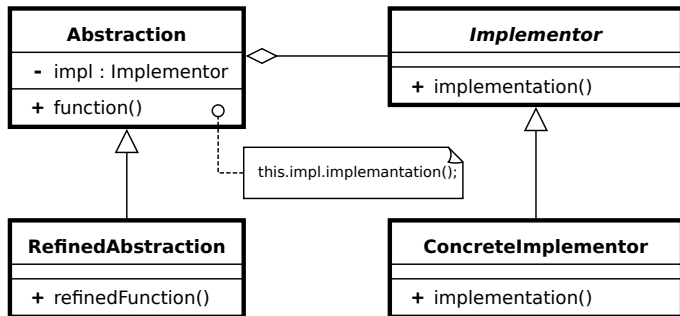 Abstraction
- impl : Implementor
+ function()
Implementor
+ implementation()
this.impl.implemantation();
RefinedAbstraction
+ refinedFunction()
ConcreteImplementor
+ implementation()